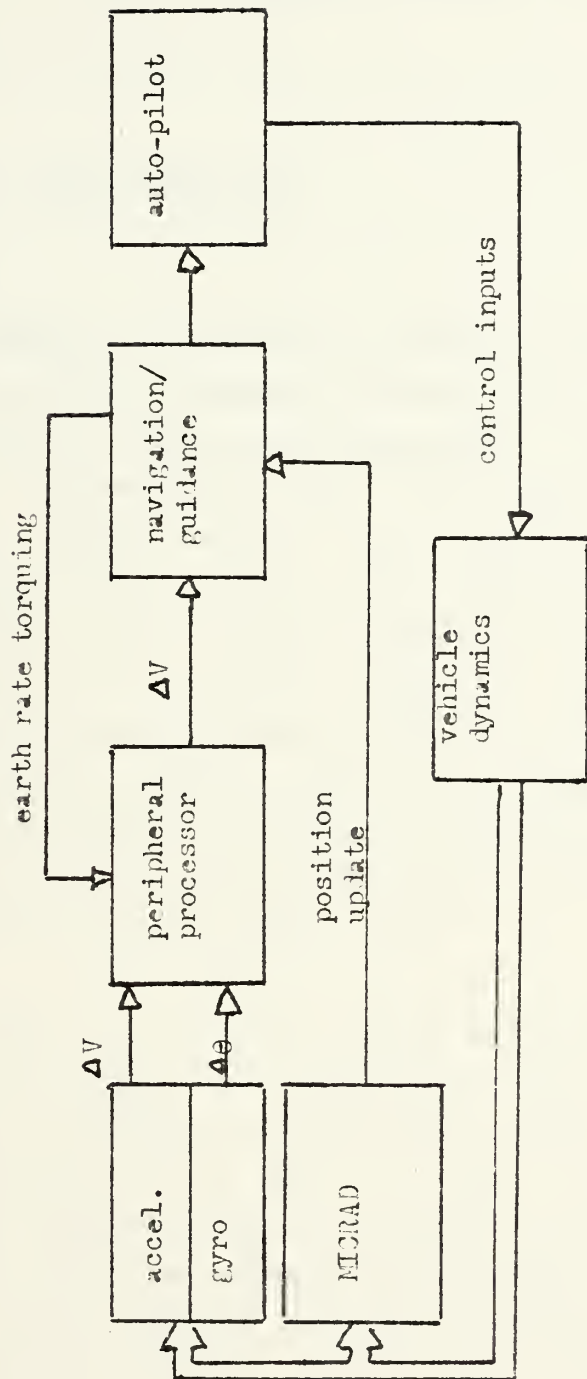 earth rate torquing
accel.
gyro
ΔV
Δθ
peripheral
processor
ΔV
navigation/
guidance
auto-pilot
MICRAD
position
update
vehicle
dynamics
control inputs